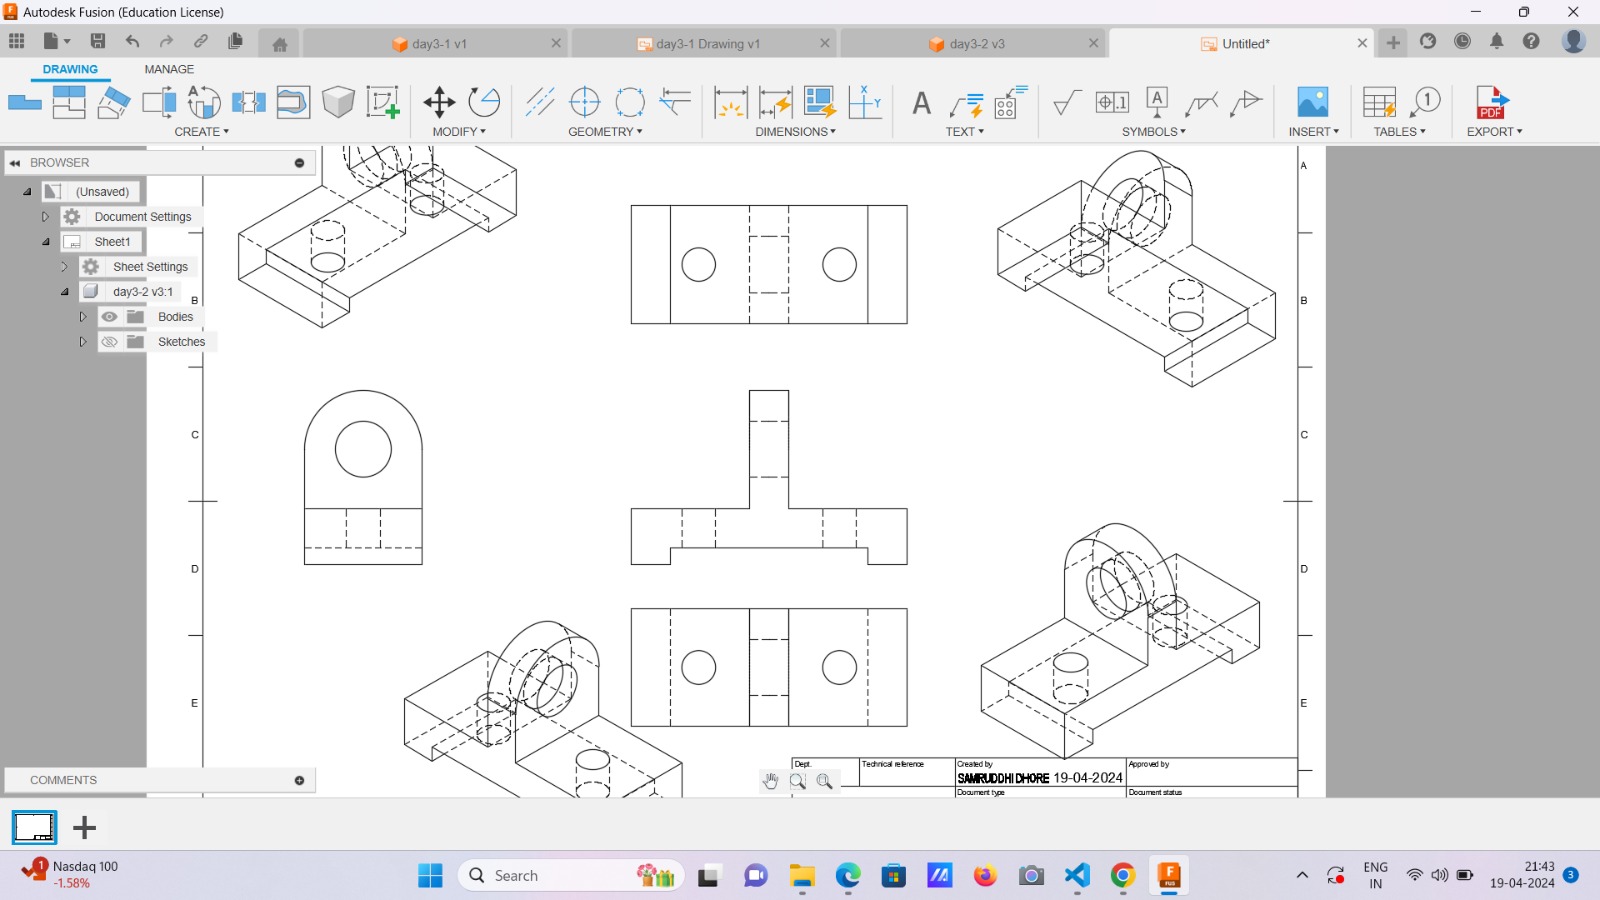 Autodesk Fusion (Education License)
day3-1 v1
day3-1 Drawing v1
day3-2 v3
Untitled*
DRAWING
MANAGE
CREATE
MODIFY
GEOMETRY
DIMENSIONS
TEXT
SYMBOLS
INSERT
TABLES
EXPORT
BROWSER
(Unsaved)
Document Settings
Sheet1
Sheet Settings
day3-2 v3:1
Bodies
Sketches
A
B
B
C
C
D
D
E
E
Dept.
Technical reference
Created by
Approved by
SAMRUDDHI DHORE 19-04-2024
Document type
Document status
COMMENTS
1
Nasdaq 100
-1.58%
Search
ENG
IN
21:43
19-04-2024
3